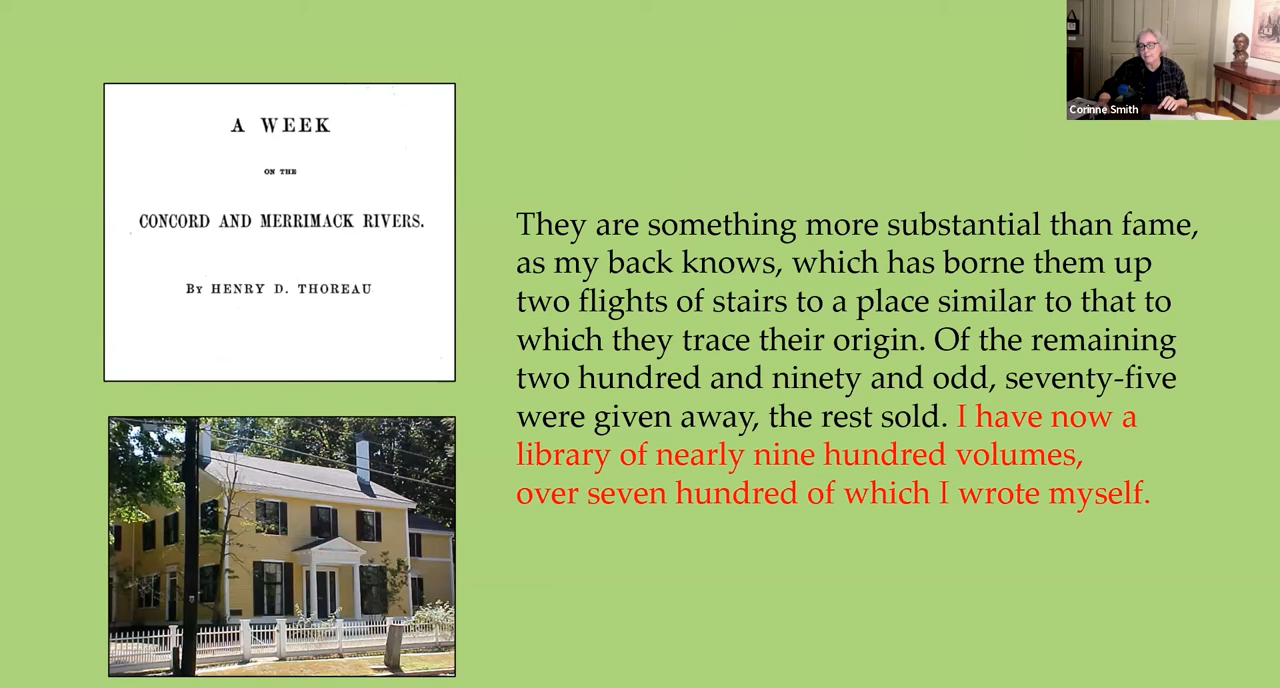 A WEEK
ON THE
CONCORD AND MERRIMACK RIVERS.
BY HENRY D. THOREAU
Corinne Smith
They are something more substantial than fame,
as my back knows, which has borne them up
two flights of stairs to a place similar to that to
which they trace their origin. Of the remaining
two hundred and ninety and odd, seventy-five
were given away, the rest sold. I have now a
library of nearly nine hundred volumes,
over seven hundred of which I wrote myself.